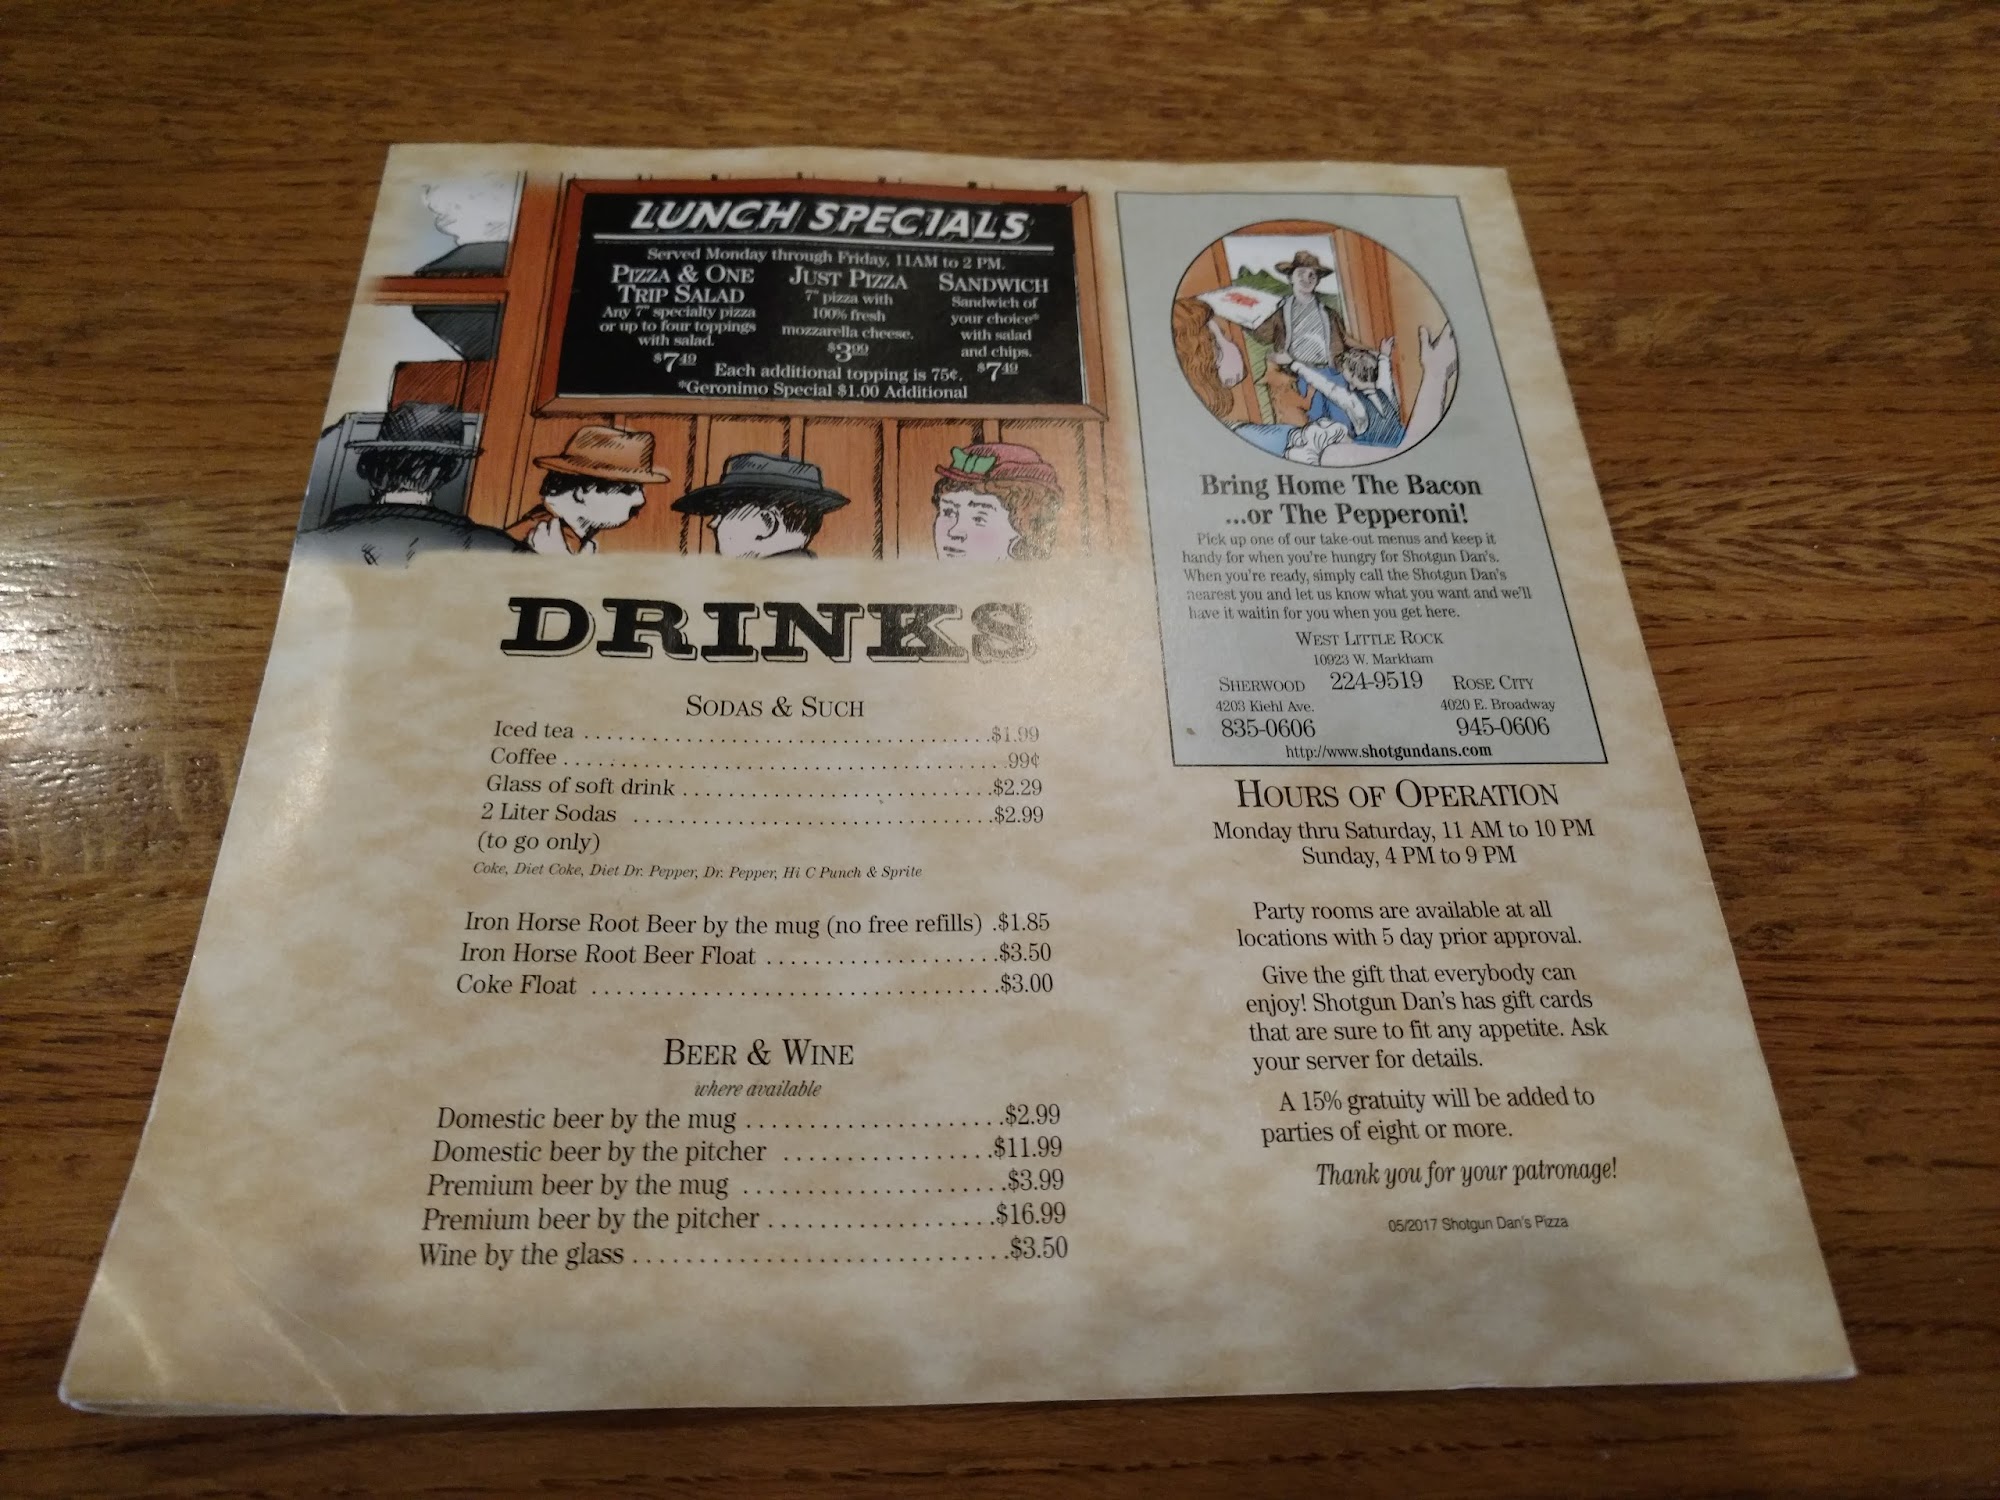 LUNCH SPECIALS
Served Monday through Friday, 11AM to 2 PM.
PIZZA & ONE
TRIP SALAD
Any 7" specialty pizza
or up to four toppings
with salad.
$7.49
JUST PIZZA
7" pizza with
100% fresh
mozzarella cheese.
$3.99
SANDWICH
Sandwich of
your choice*
with salad
and chips.
$7.49
Each additional topping is 75¢.
*Geronimo Special $1.00 Additional
DRINKS
SODAS & SUCH
Iced tea ....................................$1.99
Coffee .......................................99¢
Glass of soft drink ............................$2.29
2 Liter Sodas ................................$2.99
(to go only)
Coke, Diet Coke, Diet Dr. Pepper, Dr. Pepper, Hi C Punch & Sprite
Iron Horse Root Beer by the mug (no free refills) .$1.85
Iron Horse Root Beer Float ...................$3.50
Coke Float .................................$3.00
BEER & WINE
where available
Domestic beer by the mug ....................$2.99
Domestic beer by the pitcher .................$11.99
Premium beer by the mug .....................$3.99
Premium beer by the pitcher ..................$16.99
Wine by the glass .............................$3.50
Bring Home The Bacon
...or The Pepperoni!
Pick up one of our take-out menus and keep it
handy for when you're hungry for Shotgun Dan's.
When you're ready, simply call the Shotgun Dan's
nearest you and let us know what you want and we'll
have it waitin for you when you get here.
WEST LITTLE ROCK
10923 W. Markham
224-9519
SHERWOOD
4203 Kiehl Ave.
835-0606
ROSE CITY
4020 E. Broadway
945-0606
http://www.shotgundans.com
HOURS OF OPERATION
Monday thru Saturday, 11 AM to 10 PM
Sunday, 4 PM to 9 PM
Party rooms are available at all
locations with 5 day prior approval.
Give the gift that everybody can
enjoy! Shotgun Dan's has gift cards
that are sure to fit any appetite. Ask
your server for details.
A 15% gratuity will be added to
parties of eight or more.
Thank you for your patronage!
05/2017 Shotgun Dan's Pizza